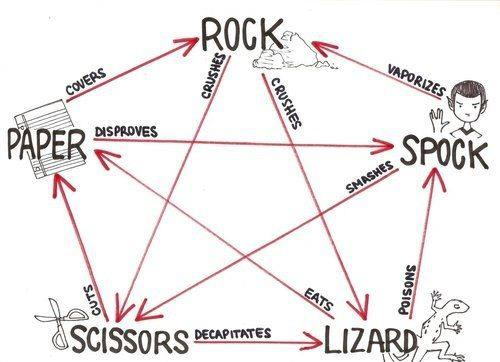 ROCK
COVERS
CRUSHES
CRUSHES
VAPORIZES
PAPER
DISPROVES
SPOCK
SMASHES
CUTS
EATS
POISONS
SCISSORS
DECAPITATES
LIZARD